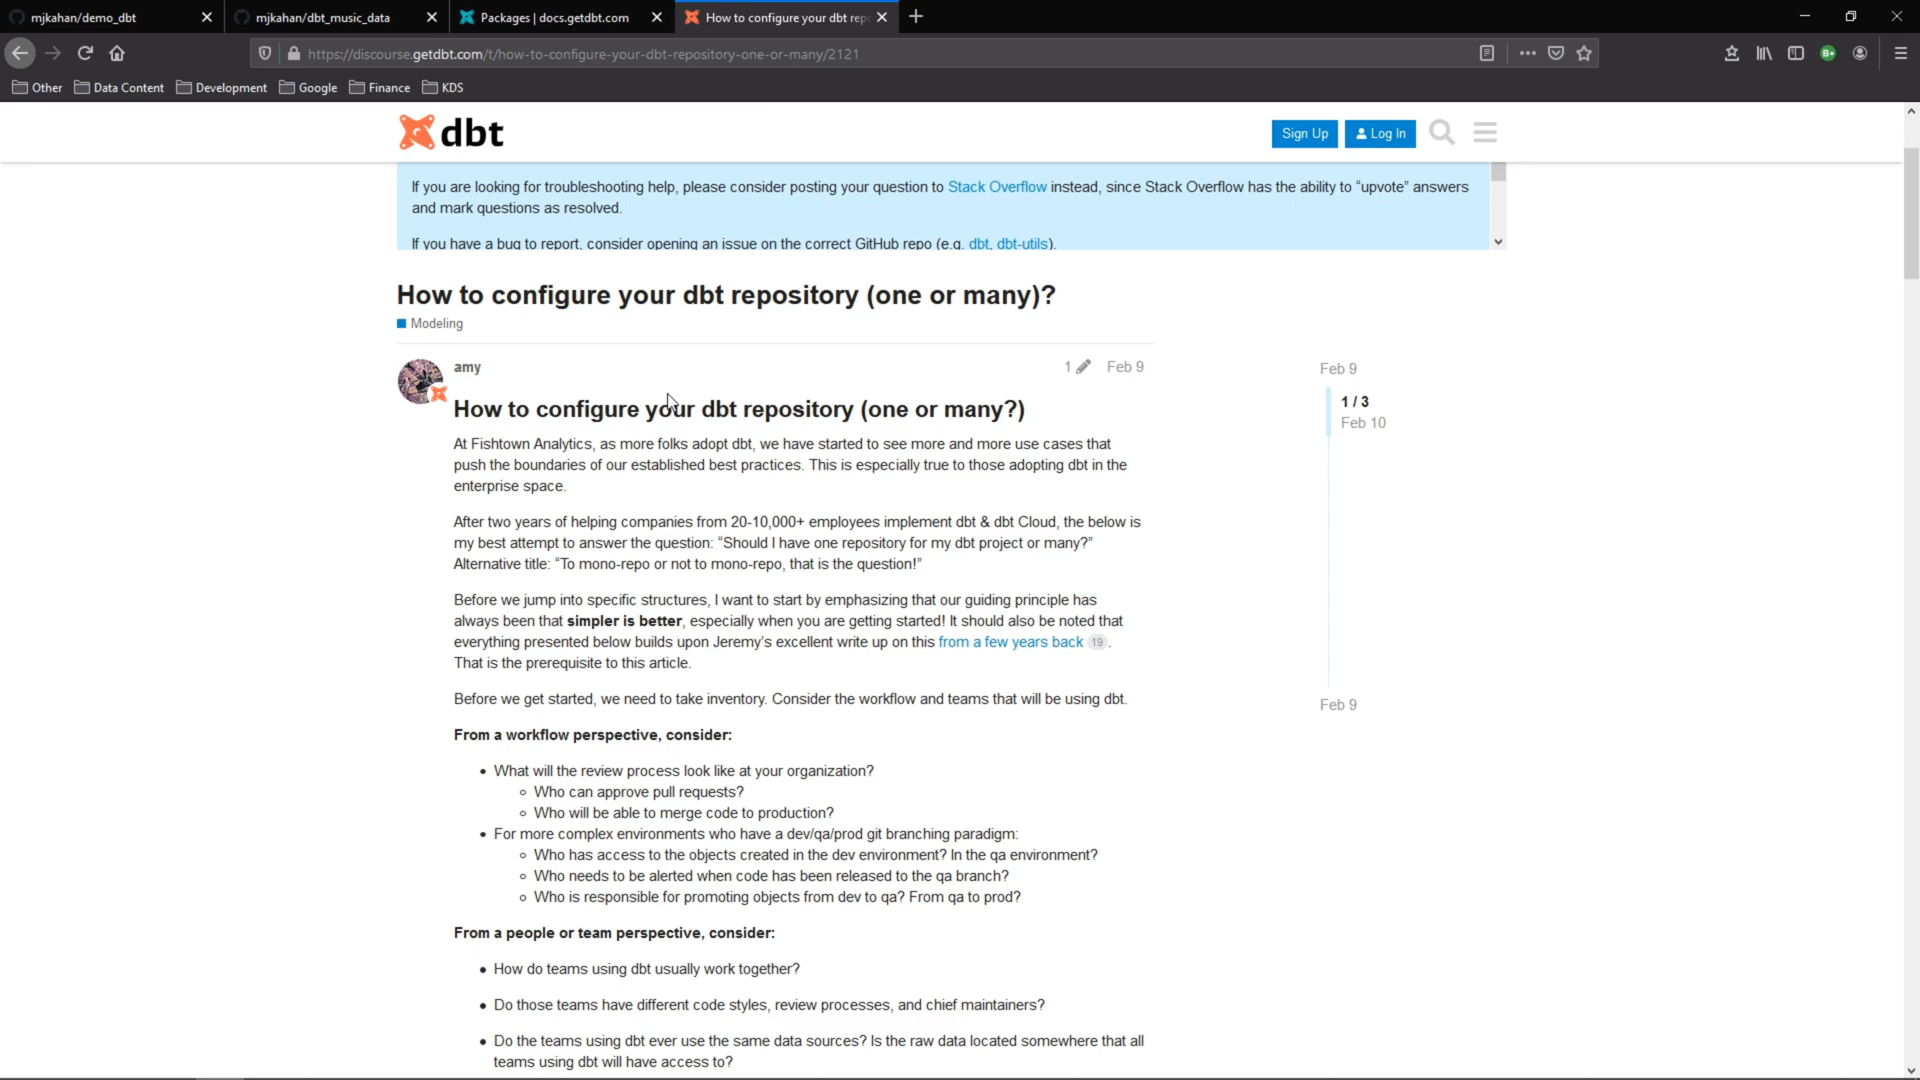 mjkahan/demo_dbt
mjkahan/dbt_music_data
Packages | docs.getdbt.com
How to configure your dbt rep
https://discourse.getdbt.com/t/how-to-configure-your-dbt-repository-one-or-many/2121
Other
Data Content
Development
Google
Finance
KDS
dbt
Sign Up
Log In
If you are looking for troubleshooting help, please consider posting your question to Stack Overflow instead, since Stack Overflow has the ability to “upvote” answers
and mark questions as resolved.
If you have a bug to report, consider opening an issue on the correct GitHub repo (e.g. dbt, dbt-utils).
How to configure your dbt repository (one or many)?
Modeling
amy
1
Feb 9
How to configure your dbt repository (one or many?)
At Fishtown Analytics, as more folks adopt dbt, we have started to see more and more use cases that
push the boundaries of our established best practices. This is especially true to those adopting dbt in the
enterprise space.
After two years of helping companies from 20-10,000+ employees implement dbt & dbt Cloud, the below is
my best attempt to answer the question: “Should I have one repository for my dbt project or many?”
Alternative title: “To mono-repo or not to mono-repo, that is the question!”
Before we jump into specific structures, I want to start by emphasizing that our guiding principle has
always been that simpler is better, especially when you are getting started! It should also be noted that
everything presented below builds upon Jeremy’s excellent write up on this from a few years back 19 .
That is the prerequisite to this article.
Before we get started, we need to take inventory. Consider the workflow and teams that will be using dbt.
From a workflow perspective, consider:
• What will the review process look like at your organization?
○ Who can approve pull requests?
○ Who will be able to merge code to production?
• For more complex environments who have a dev/qa/prod git branching paradigm:
○ Who has access to the objects created in the dev environment? In the qa environment?
○ Who needs to be alerted when code has been released to the qa branch?
○ Who is responsible for promoting objects from dev to qa? From qa to prod?
From a people or team perspective, consider:
• How do teams using dbt usually work together?
• Do those teams have different code styles, review processes, and chief maintainers?
• Do the teams using dbt ever use the same data sources? Is the raw data located somewhere that all
teams using dbt will have access to?
Feb 9
1 / 3
Feb 10
Feb 9